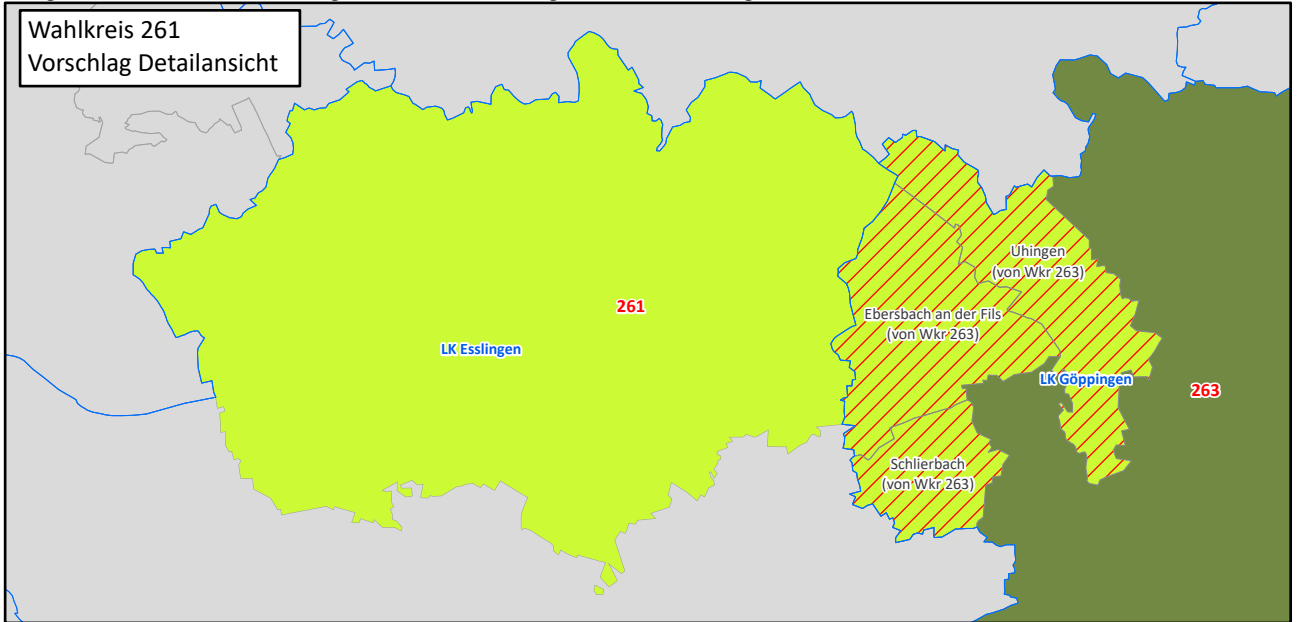 Wahlkreis 261
Vorschlag Detailansicht
Uhingen
(von Wkr 263)
261
Ebersbach an der Fils
(von Wkr 263)
LK Esslingen
LK Göppingen
263
Schlierbach
(von Wkr 263)